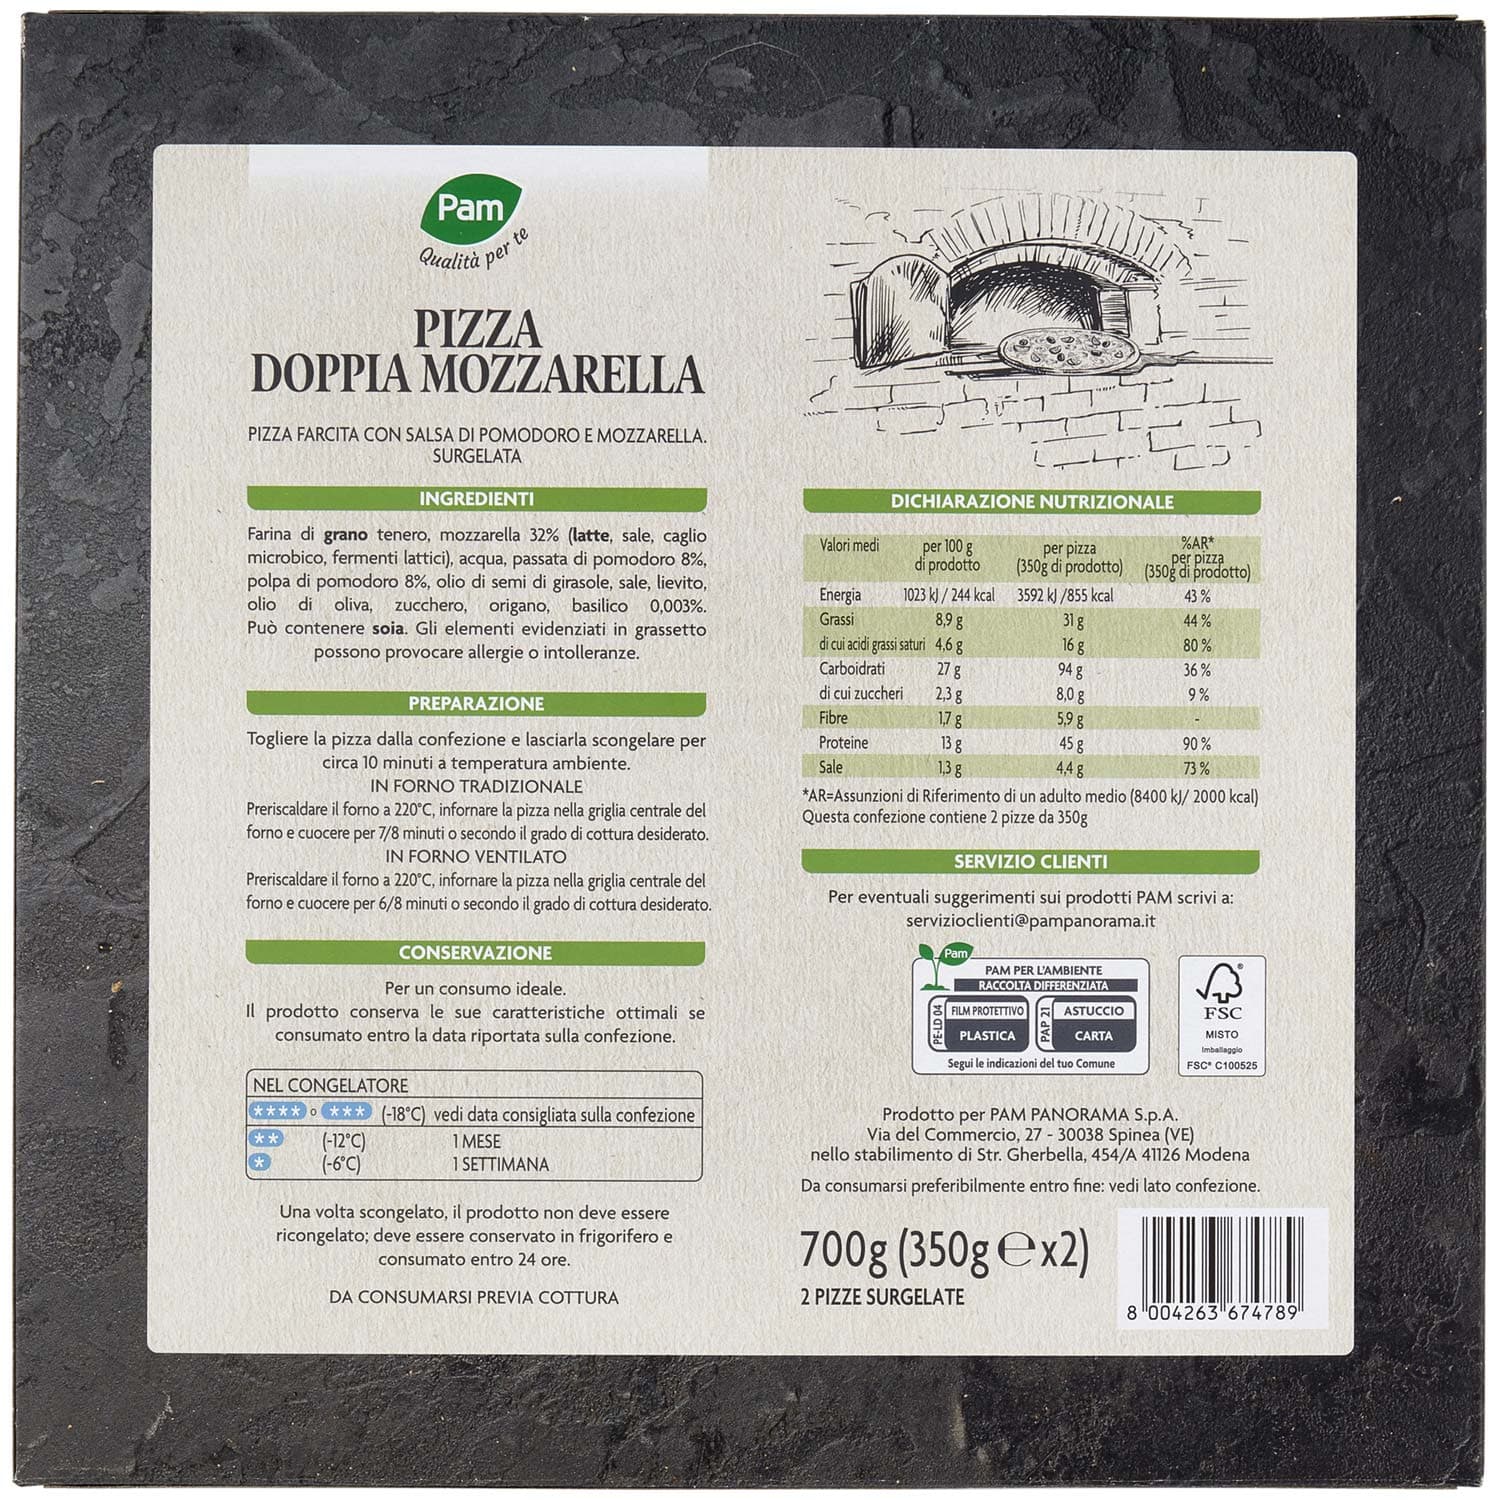 Pam
Qualità per te
PIZZA
DOPPIA MOZZARELLA
PIZZA FARCITA CON SALSA DI POMODORO E MOZZARELLA.
SURGELATA
INGREDIENTI
Farina di grano tenero, mozzarella 32% (latte, sale, caglio
microbico, fermenti lattici), acqua, passata di pomodoro 8%,
polpa di pomodoro 8%, olio di semi di girasole, sale, lievito,
olio di oliva, zucchero, origano, basilico 0,003%.
Può contenere soia. Gli elementi evidenziati in grassetto
possono provocare allergie o intolleranze.
PREPARAZIONE
Togliere la pizza dalla confezione e lasciarla scongelare per
circa 10 minuti a temperatura ambiente.
IN FORNO TRADIZIONALE
Preriscaldare il forno a 220°C, infornare la pizza nella griglia centrale del
forno e cuocere per 7/8 minuti o secondo il grado di cottura desiderato.
IN FORNO VENTILATO
Preriscaldare il forno a 220°C, infornare la pizza nella griglia centrale del
forno e cuocere per 6/8 minuti o secondo il grado di cottura desiderato.
CONSERVAZIONE
Per un consumo ideale.
Il prodotto conserva le sue caratteristiche ottimali se
consumato entro la data riportata sulla confezione.
NEL CONGELATORE
**** o *** (-18°C) vedi data consigliata sulla confezione
** (-12°C) 1 MESE
* (-6°C) 1 SETTIMANA
Una volta scongelato, il prodotto non deve essere
ricongelato; deve essere conservato in frigorifero e
consumato entro 24 ore.
DA CONSUMARSI PREVIA COTTURA
DICHIARAZIONE NUTRIZIONALE
Valori medi per 100 g di prodotto per pizza (350g di prodotto) %AR* per pizza (350g di prodotto)
Energia 1023 kJ / 244 kcal 3592 kJ /855 kcal 43 %
Grassi 8,9 g 31 g 44 %
di cui acidi grassi saturi 4,6 g 16 g 80 %
Carboidrati 27 g 94 g 36 %
di cui zuccheri 2,3 g 8,0 g 9 %
Fibre 1,7 g 5,9 g -
Proteine 13 g 45 g 90 %
Sale 1,3 g 4,4 g 73 %
*AR=Assunzioni di Riferimento di un adulto medio (8400 kJ/ 2000 kcal)
Questa confezione contiene 2 pizze da 350g
SERVIZIO CLIENTI
Per eventuali suggerimenti sui prodotti PAM scrivi a:
servizioclienti@pampanorama.it
Pam
PAM PER L'AMBIENTE
RACCOLTA DIFFERENZIATA
PE-LD 04 FILM PROTETTIVO PLASTICA
PAP 21 ASTUCCIO CARTA
Segui le indicazioni del tuo Comune
FSC
®
MISTO
Imballaggio
FSC® C100525
Prodotto per PAM PANORAMA S.p.A.
Via del Commercio, 27 - 30038 Spinea (VE)
nello stabilimento di Str. Gherbella, 454/A 41126 Modena
Da consumarsi preferibilmente entro fine: vedi lato confezione.
700g (350g ℮ x2)
2 PIZZE SURGELATE
8 004263 674789